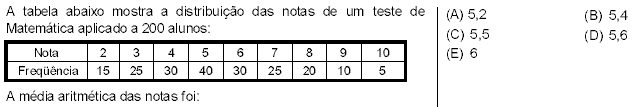 A tabela abaixo mostra a distribuição das notas de um teste de
Matemática aplicado a 200 alunos:
Nota 2 3 4 5 6 7 8 9 10
Freqüência 15 25 30 40 30 25 20 10 5
A média aritmética das notas foi:
(A) 5,2 (B) 5,4
(C) 5,5 (D) 5,6
(E) 6